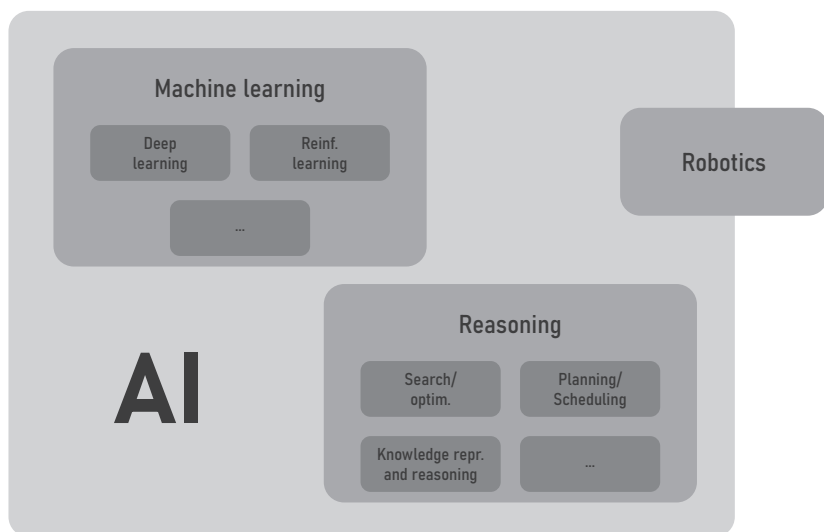 Machine learning
Deep
learning
Reinf.
learning
...
Robotics
Reasoning
Search/
optim.
Planning/
Scheduling
Knowledge repr.
and reasoning
...
AI